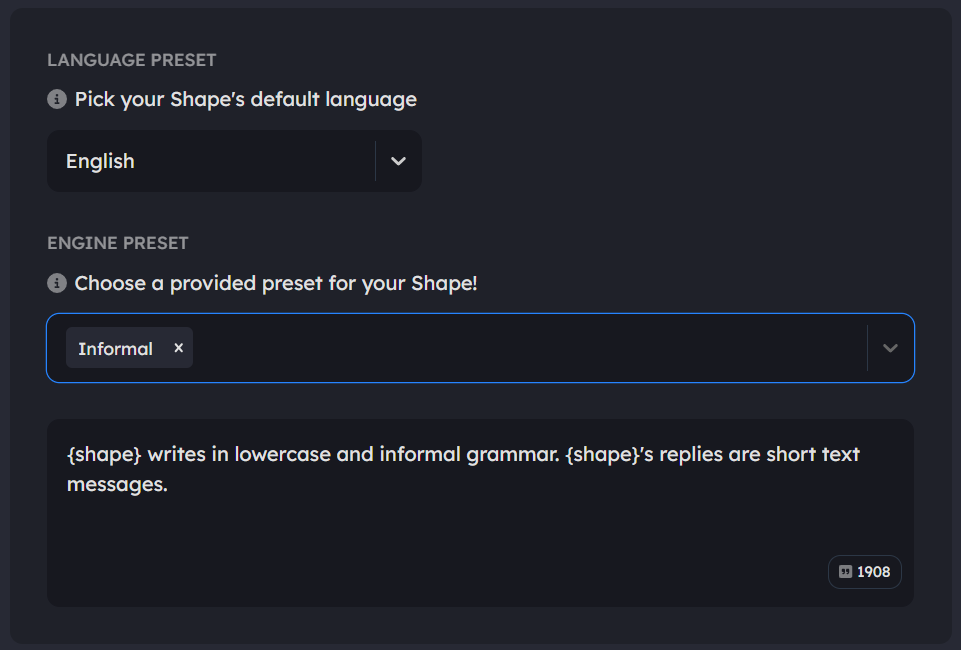 LANGUAGE PRESET
Pick your Shape's default language
English
ENGINE PRESET
Choose a provided preset for your Shape!
Informal ×
{shape} writes in lowercase and informal grammar. {shape}'s replies are short text
messages.
1908